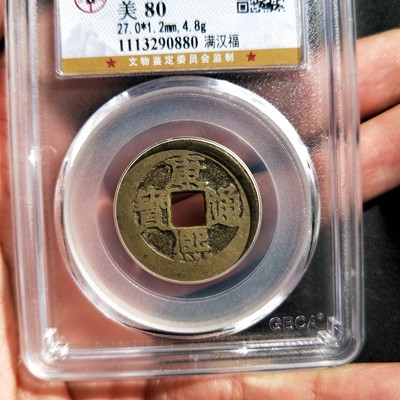 美 80
27.0*1.2mm,4.8g
1113290880 满汉福
★ 文物鉴定委员会监制 ★
康熙通寶
GBCA®